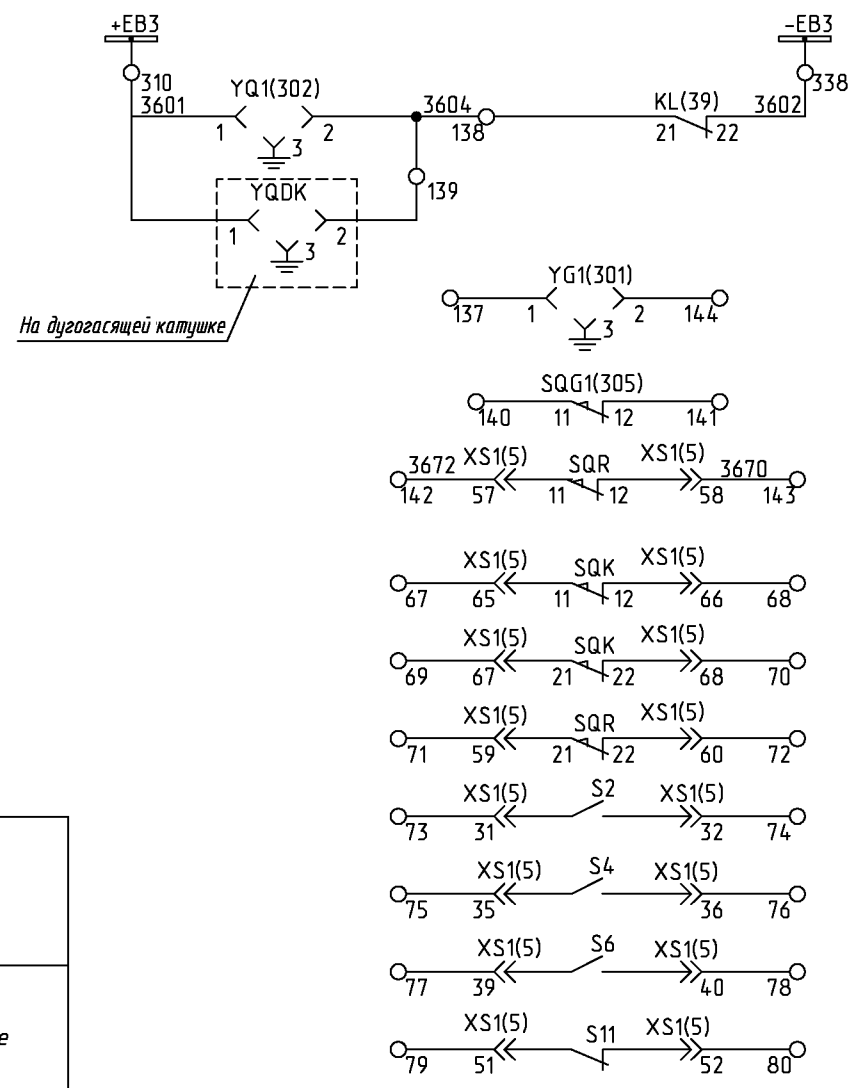 +EB3 -EB3
310 YQ1(302) 338
3601 3604 KL(39) 3602
1 2 138 21 22
3
139
YQDK
1 2
3
YG1(301)
137 1 2 144
3
На дугогасящей катушке
SQG1(305)
140 11 12 141
3672 XS1(5) SQR XS1(5) 3670
142 57 11 12 58 143
XS1(5) SQK XS1(5)
67 65 11 12 66 68
XS1(5) SQK XS1(5)
69 67 21 22 68 70
XS1(5) SQR XS1(5)
71 59 21 22 60 72
XS1(5) S2 XS1(5)
73 31 32 74
XS1(5) S4 XS1(5)
75 35 36 76
XS1(5) S6 XS1(5)
77 39 40 78
е
XS1(5) S11 XS1(5)
79 51 52 80